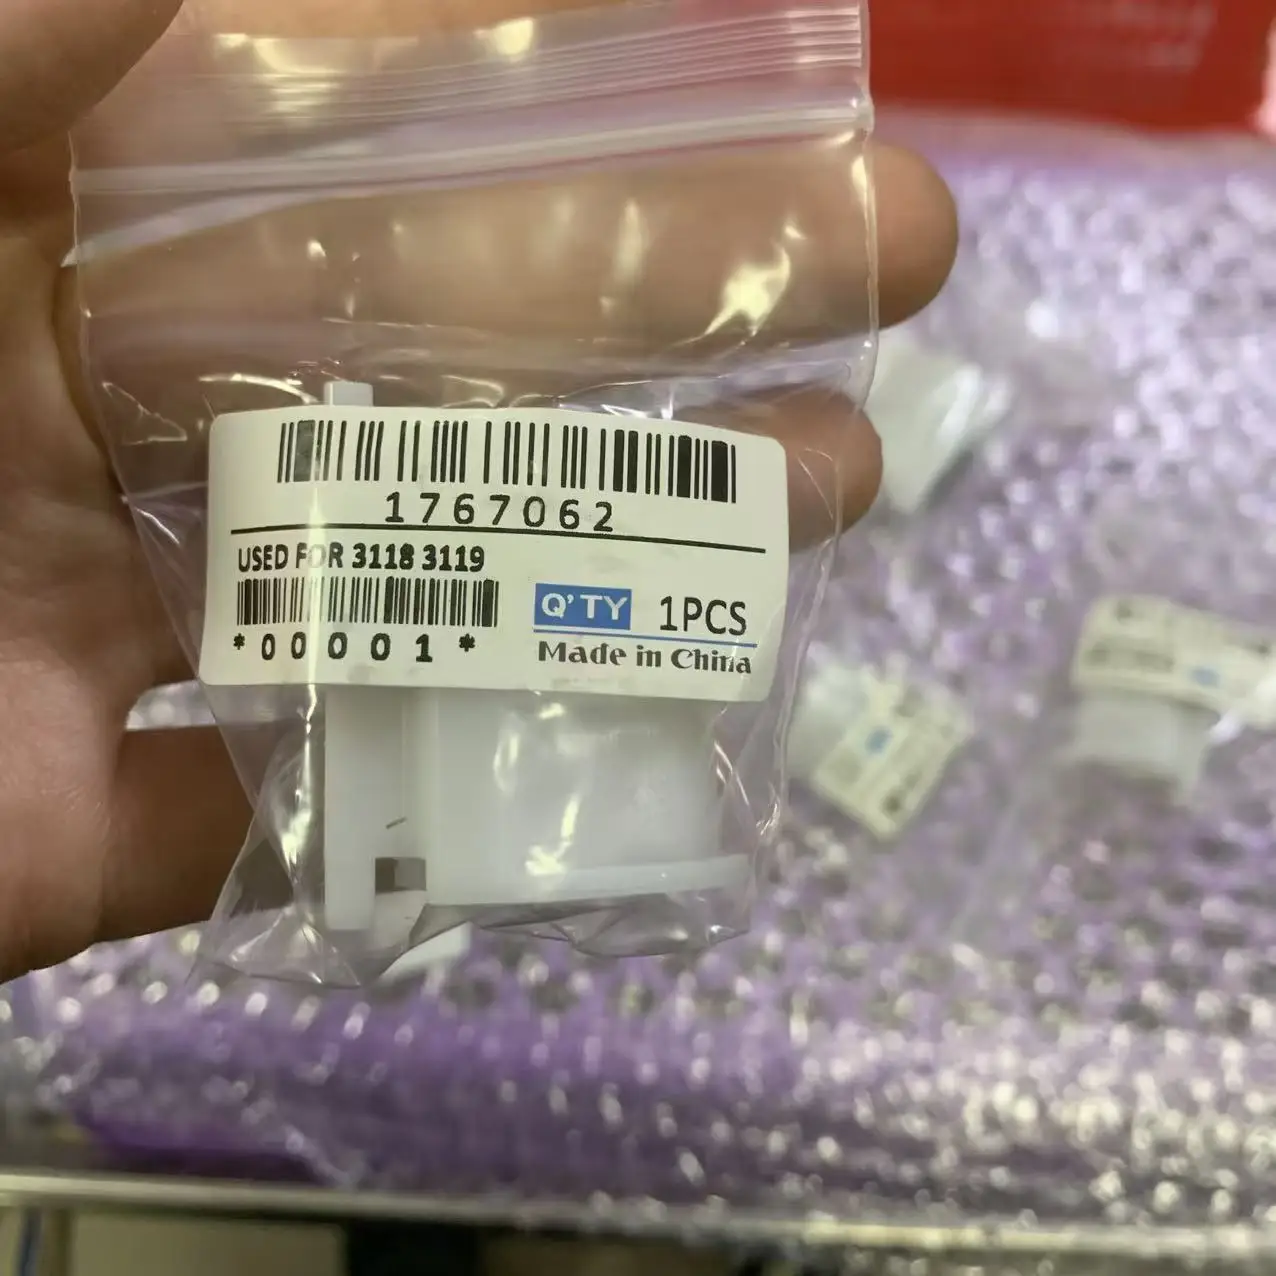 1767062
USED FOR 3118 3119
*00001*
Q'TY 1PCS
Made in China